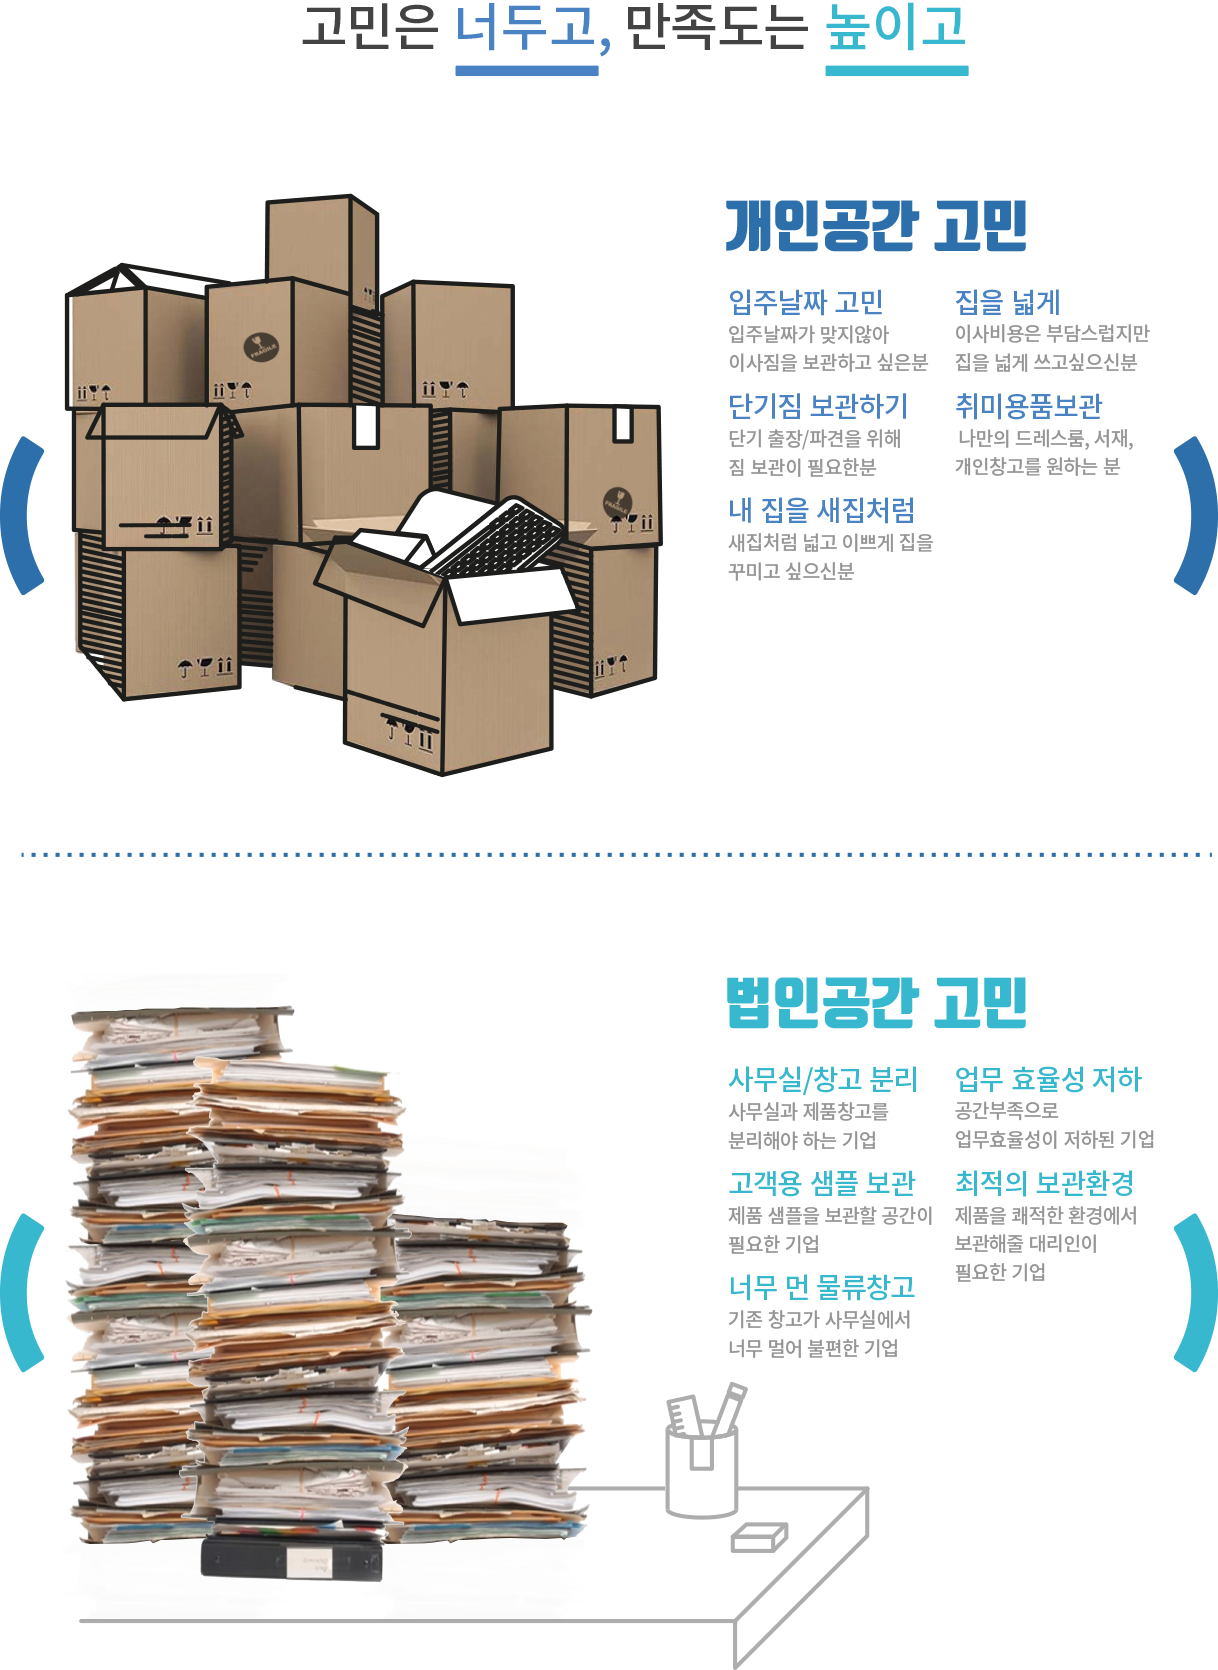 고민은 너두고, 만족도는 높이고
개인공간 고민
입주날짜 고민
입주날짜가 맞지않아
이사짐을 보관하고 싶은분
단기짐 보관하기
단기 출장/파견을 위해
짐 보관이 필요한분
내 집을 새집처럼
새집처럼 넓고 이쁘게 집을
꾸미고 싶으신분
집을 넓게
이사비용은 부담스럽지만
집을 넓게 쓰고싶으신분
취미용품보관
나만의 드레스룸, 서재,
개인창고를 원하는 분
FRAGILE
FRAGILE
법인공간 고민
사무실/창고 분리
사무실과 제품창고를
분리해야 하는 기업
고객용 샘플 보관
제품 샘플을 보관할 공간이
필요한 기업
너무 먼 물류창고
기존 창고가 사무실에서
너무 멀어 불편한 기업
업무 효율성 저하
공간부족으로
업무효율성이 저하된 기업
최적의 보관환경
제품을 쾌적한 환경에서
보관해줄 대리인이
필요한 기업